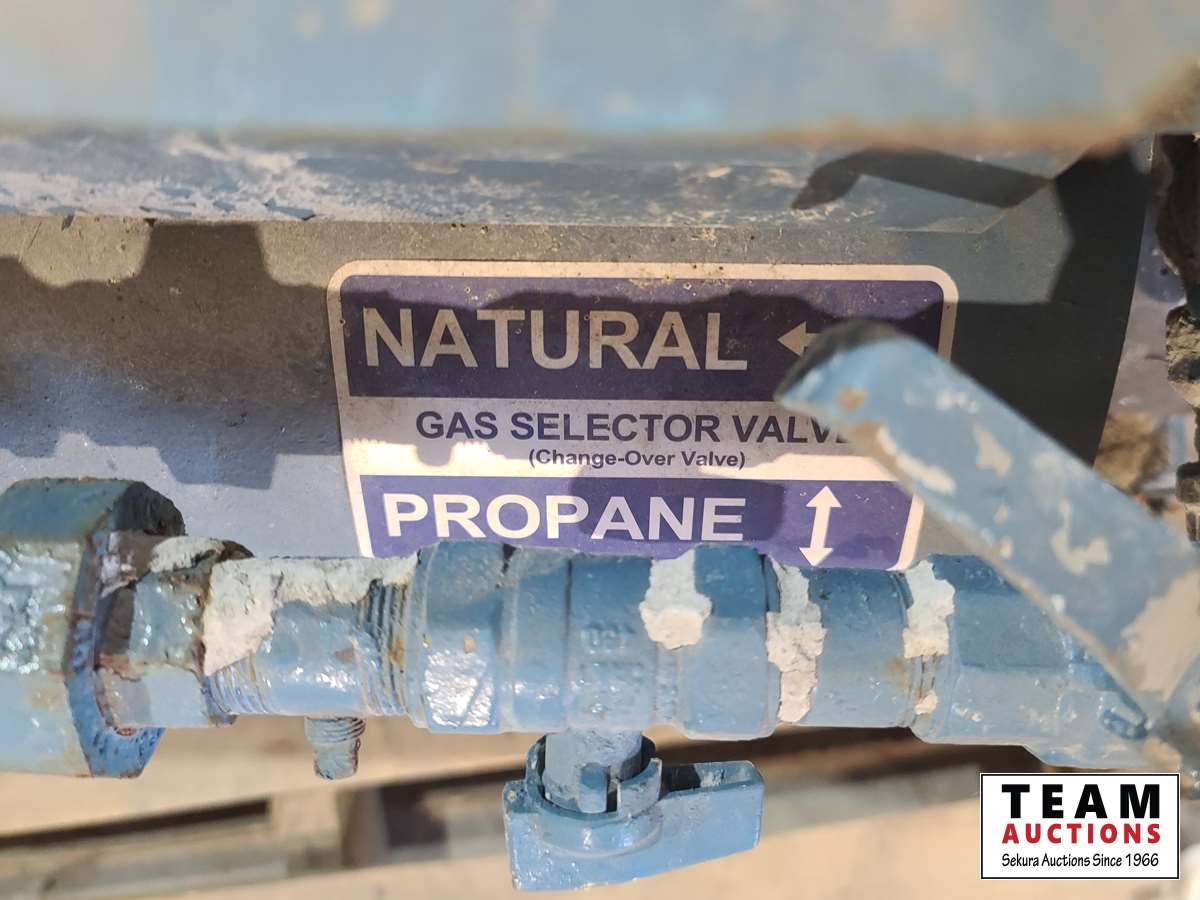 NATURAL ←
GAS SELECTOR VALVE
(Change-Over Valve)
PROPANE ↕
TEAM
AUCTIONS
Sekura Auctions Since 1966